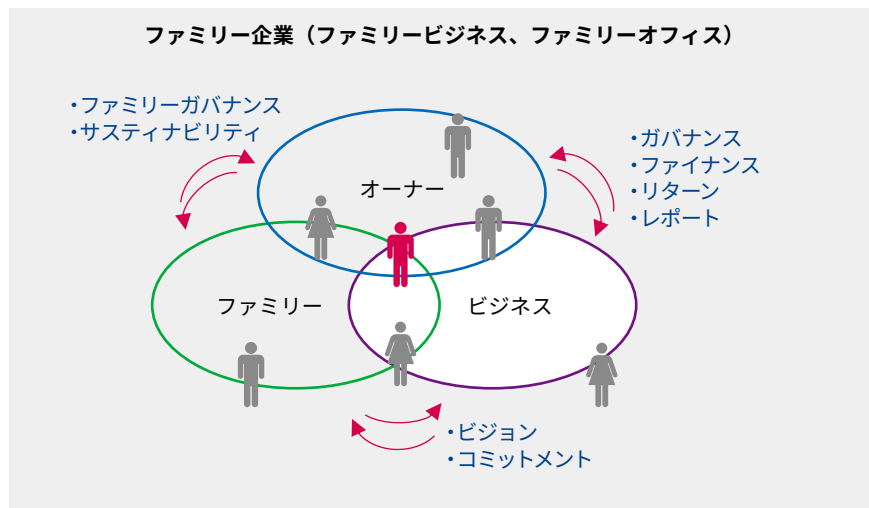 ファミリー企業（ファミリービジネス、ファミリーオフィス）
・ファミリーガバナンス
・サスティナビリティ
・ガバナンス
・ファイナンス
・リターン
・レポート
オーナー
ファミリー
ビジネス
・ビジョン
・コミットメント